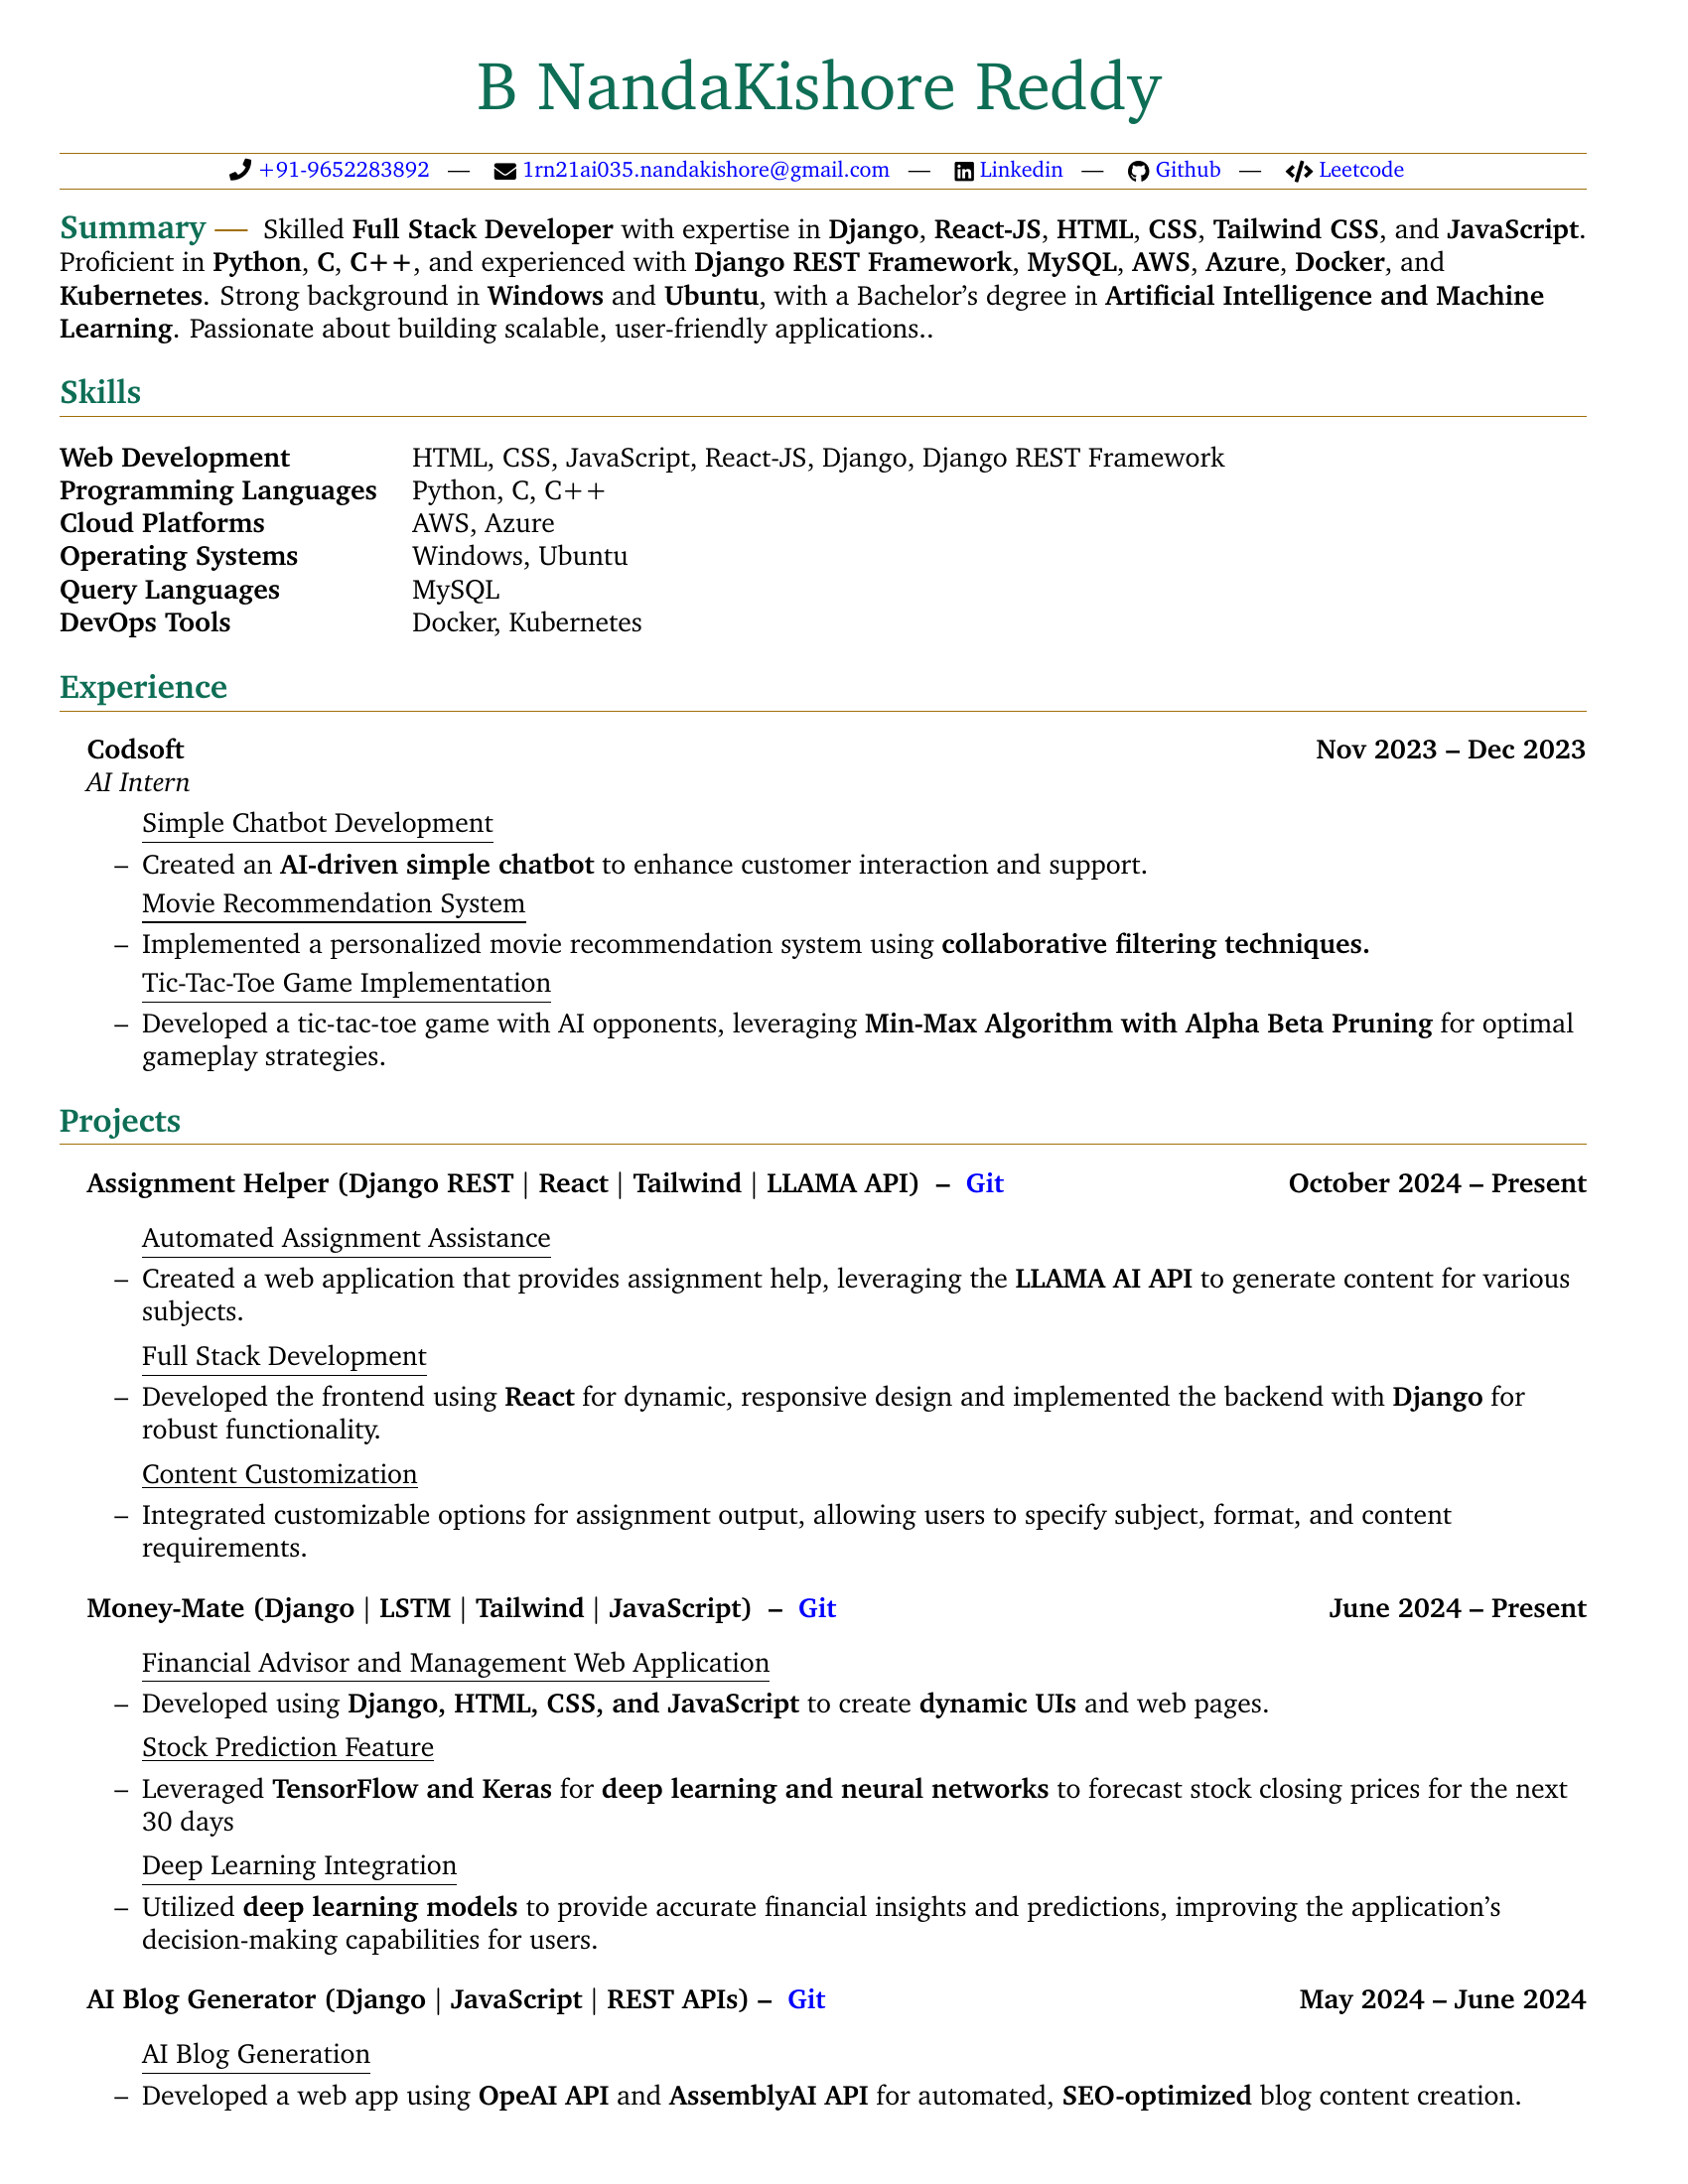 B NandaKishore Reddy
+91-9652283892 — 1rn21ai035.nandakishore@gmail.com — Linkedin — Github — Leetcode
Summary — Skilled Full Stack Developer with expertise in Django, React-JS, HTML, CSS, Tailwind CSS, and JavaScript.
Proficient in Python, C, C++, and experienced with Django REST Framework, MySQL, AWS, Azure, Docker, and
Kubernetes. Strong background in Windows and Ubuntu, with a Bachelor's degree in Artificial Intelligence and Machine
Learning. Passionate about building scalable, user-friendly applications..
Skills
Web Development HTML, CSS, JavaScript, React-JS, Django, Django REST Framework
Programming Languages Python, C, C++
Cloud Platforms AWS, Azure
Operating Systems Windows, Ubuntu
Query Languages MySQL
DevOps Tools Docker, Kubernetes
Experience
Codsoft Nov 2023 – Dec 2023
AI Intern
Simple Chatbot Development
– Created an AI-driven simple chatbot to enhance customer interaction and support.
Movie Recommendation System
– Implemented a personalized movie recommendation system using collaborative filtering techniques.
Tic-Tac-Toe Game Implementation
– Developed a tic-tac-toe game with AI opponents, leveraging Min-Max Algorithm with Alpha Beta Pruning for optimal
gameplay strategies.
Projects
Assignment Helper (Django REST | React | Tailwind | LLAMA API) – Git October 2024 – Present
Automated Assignment Assistance
– Created a web application that provides assignment help, leveraging the LLAMA AI API to generate content for various
subjects.
Full Stack Development
– Developed the frontend using React for dynamic, responsive design and implemented the backend with Django for
robust functionality.
Content Customization
– Integrated customizable options for assignment output, allowing users to specify subject, format, and content
requirements.
Money-Mate (Django | LSTM | Tailwind | JavaScript) – Git June 2024 – Present
Financial Advisor and Management Web Application
– Developed using Django, HTML, CSS, and JavaScript to create dynamic UIs and web pages.
Stock Prediction Feature
– Leveraged TensorFlow and Keras for deep learning and neural networks to forecast stock closing prices for the next
30 days
Deep Learning Integration
– Utilized deep learning models to provide accurate financial insights and predictions, improving the application's
decision-making capabilities for users.
AI Blog Generator (Django | JavaScript | REST APIs) – Git May 2024 – June 2024
AI Blog Generation
– Developed a web app using OpeAI API and AssemblyAI API for automated, SEO-optimized blog content creation.